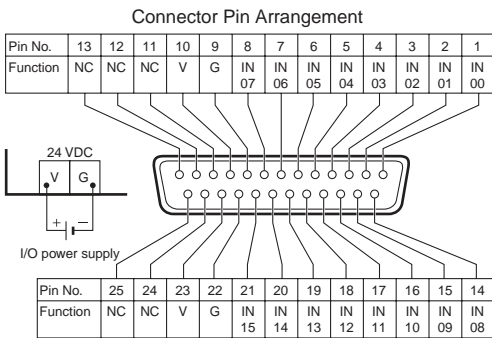 Connector Pin Arrangement
Pin No. 13 12 11 10 9 8 7 6 5 4 3 2 1
Function NC NC NC V G IN IN IN IN IN IN IN IN
07 06 05 04 03 02 01 00
24 VDC
V G
+ −
I/O power supply
Pin No. 25 24 23 22 21 20 19 18 17 16 15 14
Function NC NC V G IN IN IN IN IN IN IN IN
15 14 13 12 11 10 09 08